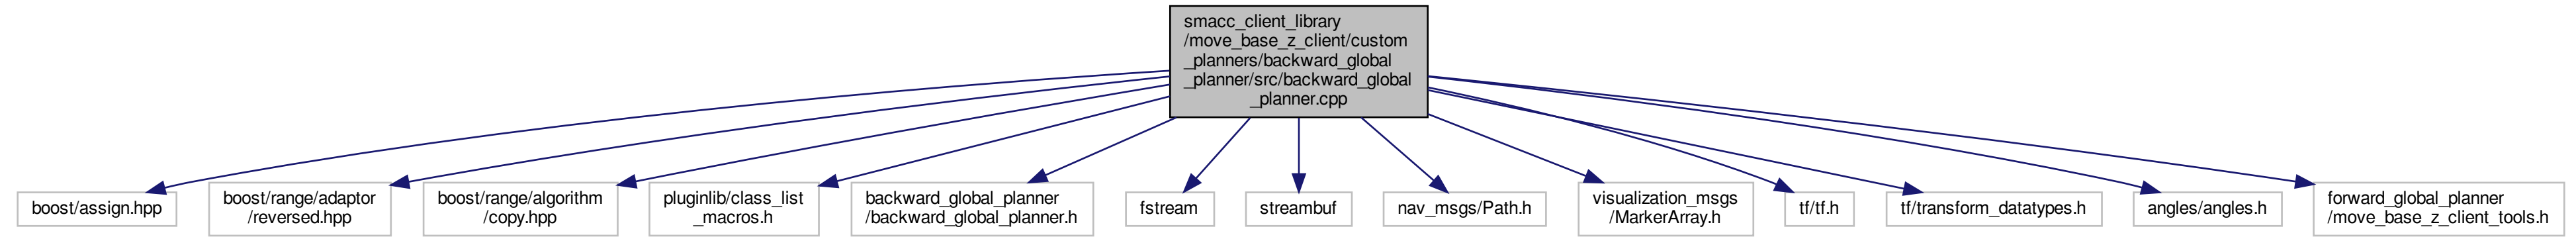 smacc_client_library
/move_base_z_client/custom
_planners/backward_global
_planner/src/backward_global
_planner.cpp
boost/assign.hpp
boost/range/adaptor
/reversed.hpp
boost/range/algorithm
/copy.hpp
pluginlib/class_list
_macros.h
backward_global_planner
/backward_global_planner.h
fstream
streambuf
nav_msgs/Path.h
visualization_msgs
/MarkerArray.h
tf/tf.h
tf/transform_datatypes.h
angles/angles.h
forward_global_planner
/move_base_z_client_tools.h